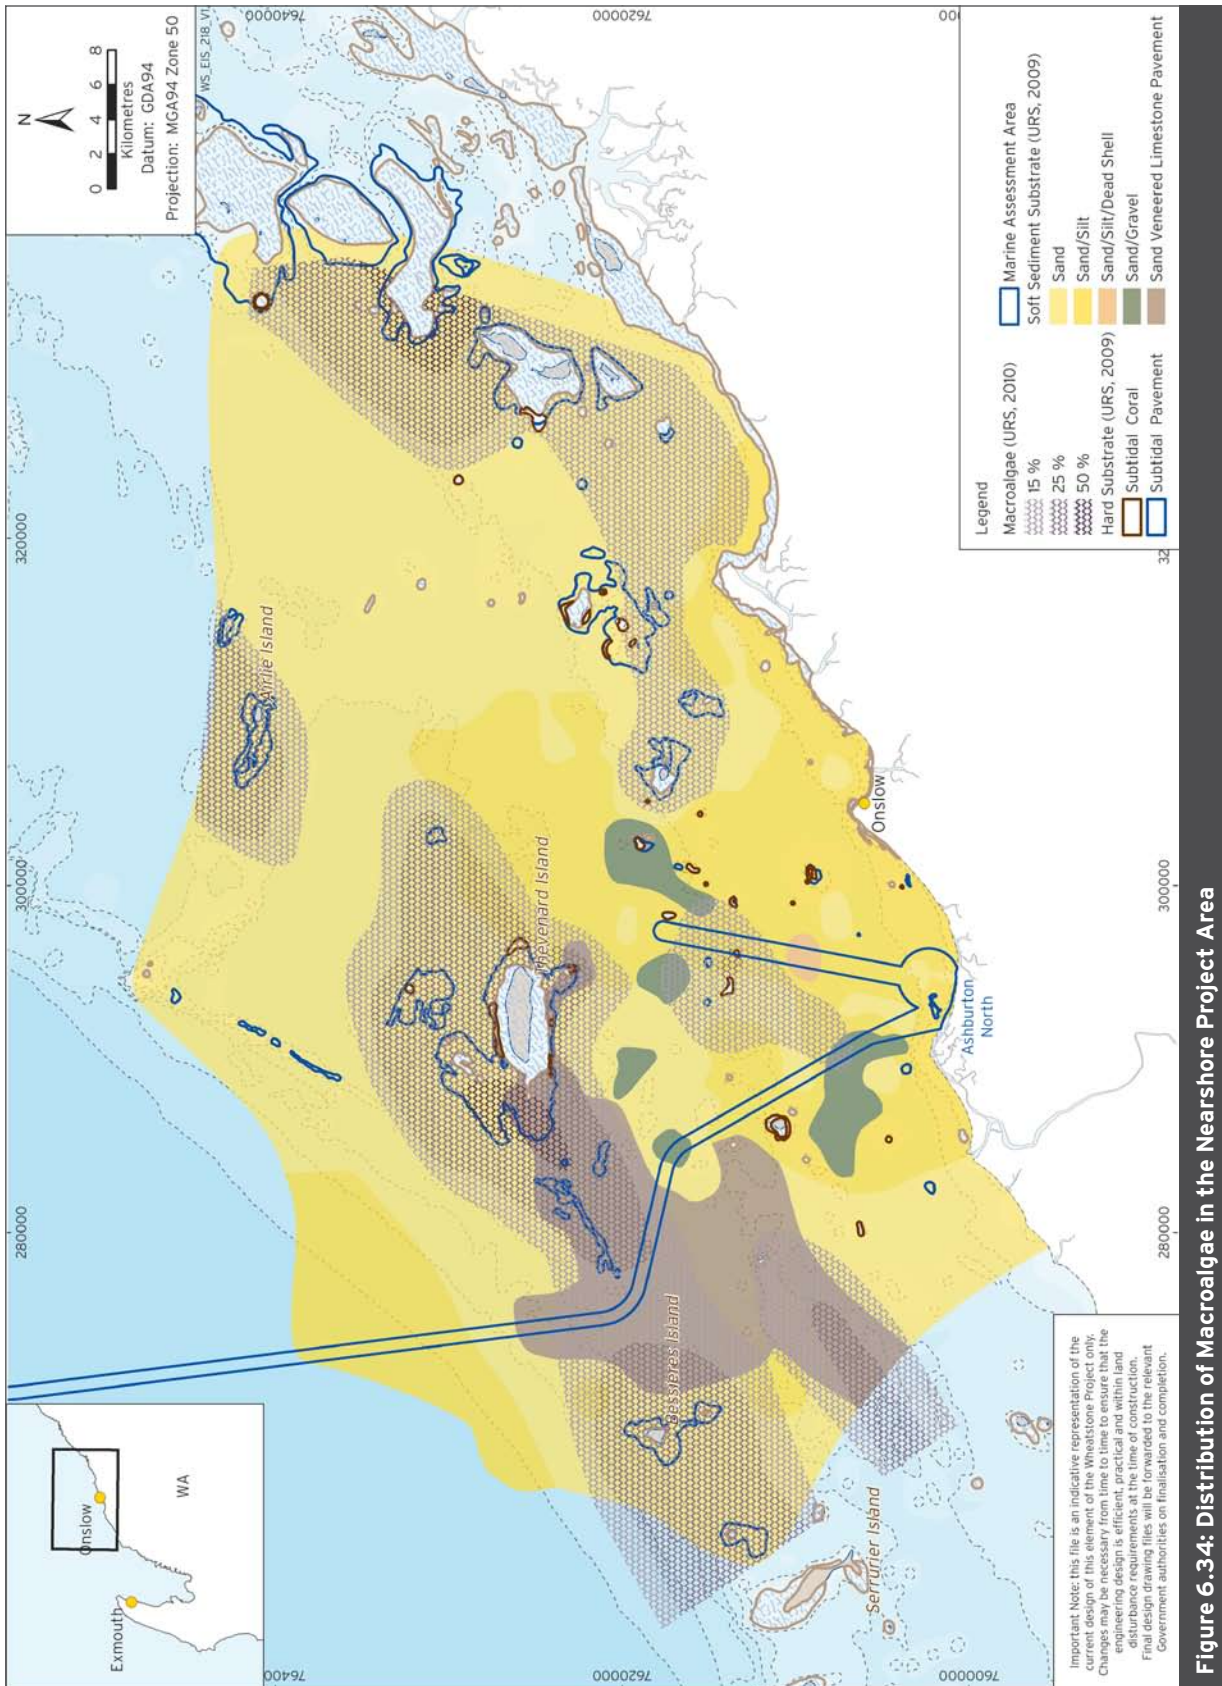 Exmouth
Onslow
WA
N
0 2 4 6 8
Kilometres
Datum: GDA94
Projection: MGA94 Zone 50
WS_EIS_218_V1
280000
300000
320000
7620000
7620000
7600000
280000
300000
Airlie Island
Thevenard Island
Bessieres Island
Serrurier Island
Onslow
Ashburton
North
Important Note: this file is an indicative representation of the
current design of this element of the Wheatstone Project only.
Changes may be necessary from time to time to ensure that the
engineering design is efficient, practical and within land
disturbance requirements at the time of construction.
Final design drawing files will be forwarded to the relevant
Government authorities on finalisation and completion.
Legend
Macroalgae (URS, 2010)
15 %
25 %
50 %
Hard Substrate (URS, 2009)
Subtidal Coral
Subtidal Pavement
Marine Assessment Area
Soft Sediment Substrate (URS, 2009)
Sand
Sand/Silt
Sand/Silt/Dead Shell
Sand/Gravel
Sand Veneered Limestone Pavement
Figure 6.34: Distribution of Macroalgae in the Nearshore Project Area